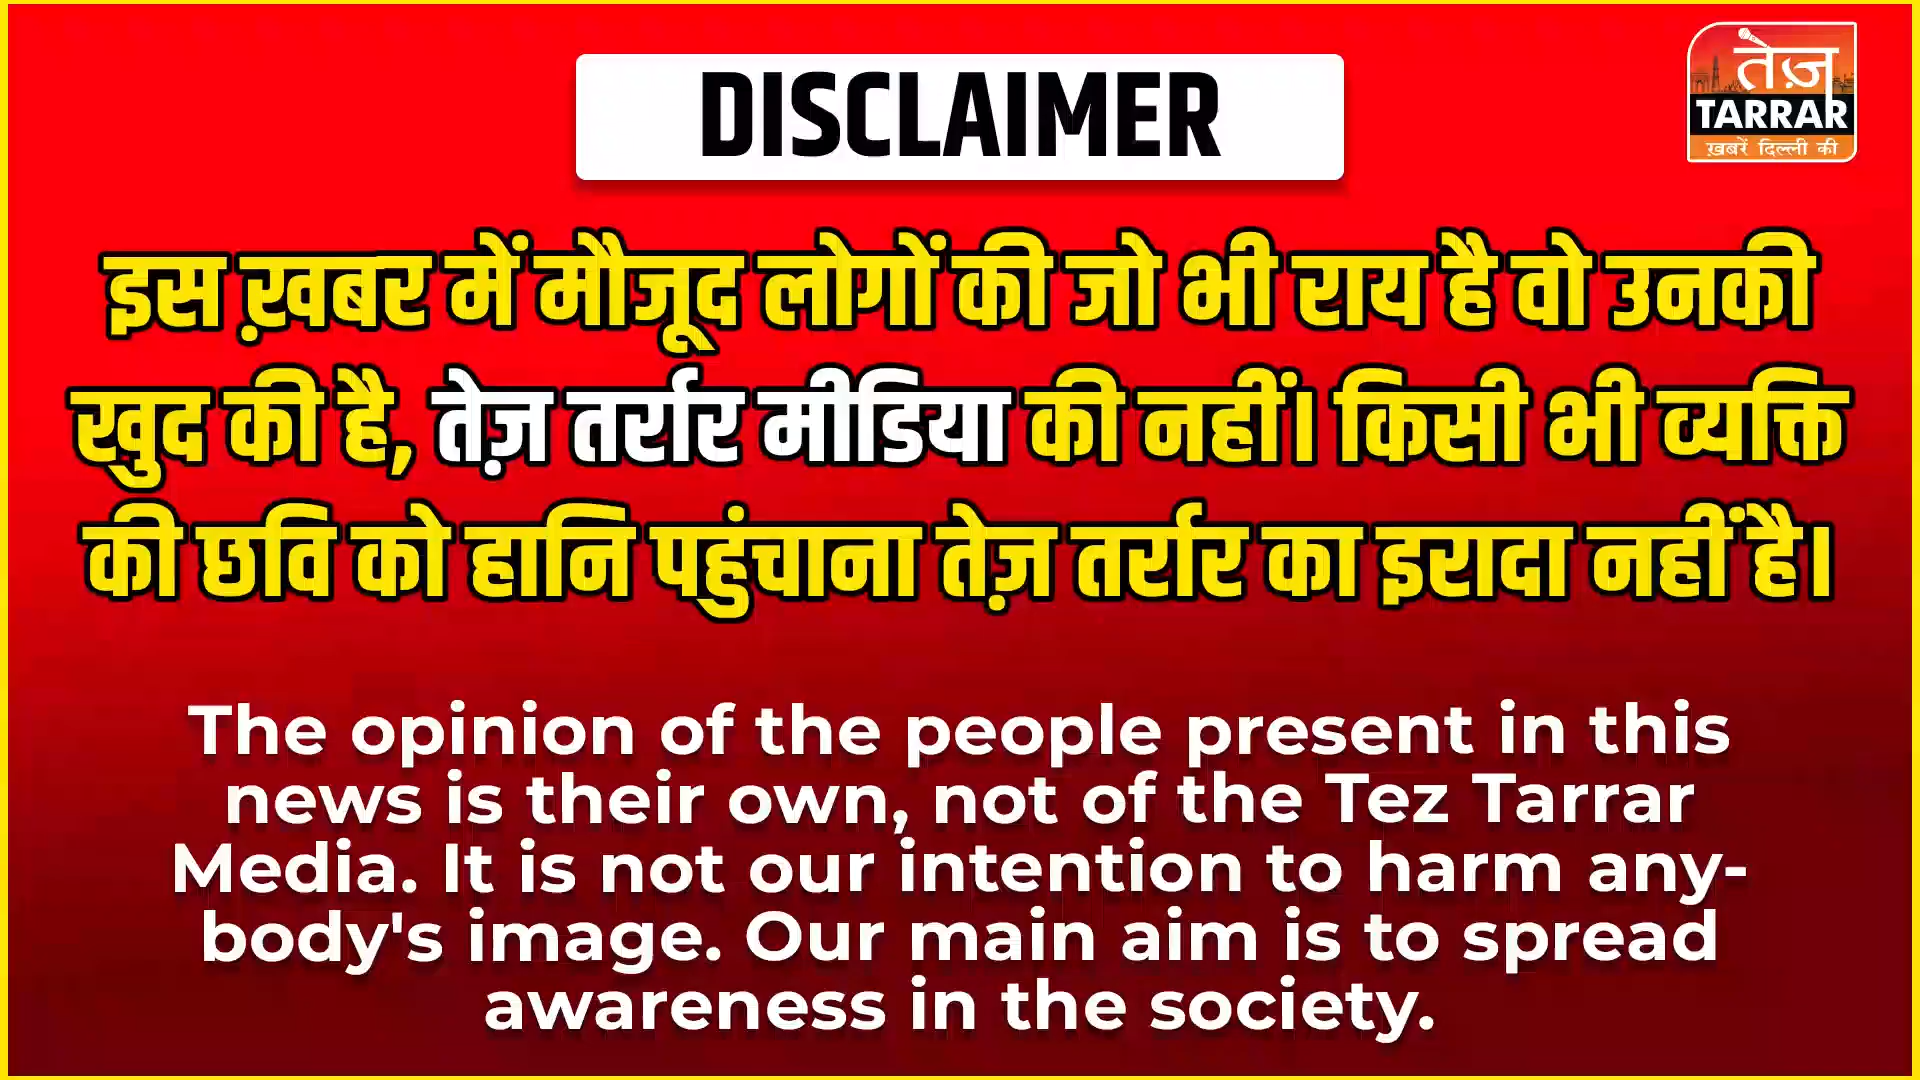 DISCLAIMER
तेज़
TARRAR
ख़बरें दिल्ली की
इस ख़बर में मौजूद लोगों की जो भी राय है वो उनकी
खुद की है, तेज़ तर्रार मीडिया की नहीं। किसी भी व्यक्ति
की छवि को हानि पहुंचाना तेज़ तर्रार का इरादा नहीं है।
The opinion of the people present in this
news is their own, not of the Tez Tarrar
Media. It is not our intention to harm any-
body's image. Our main aim is to spread
awareness in the society.